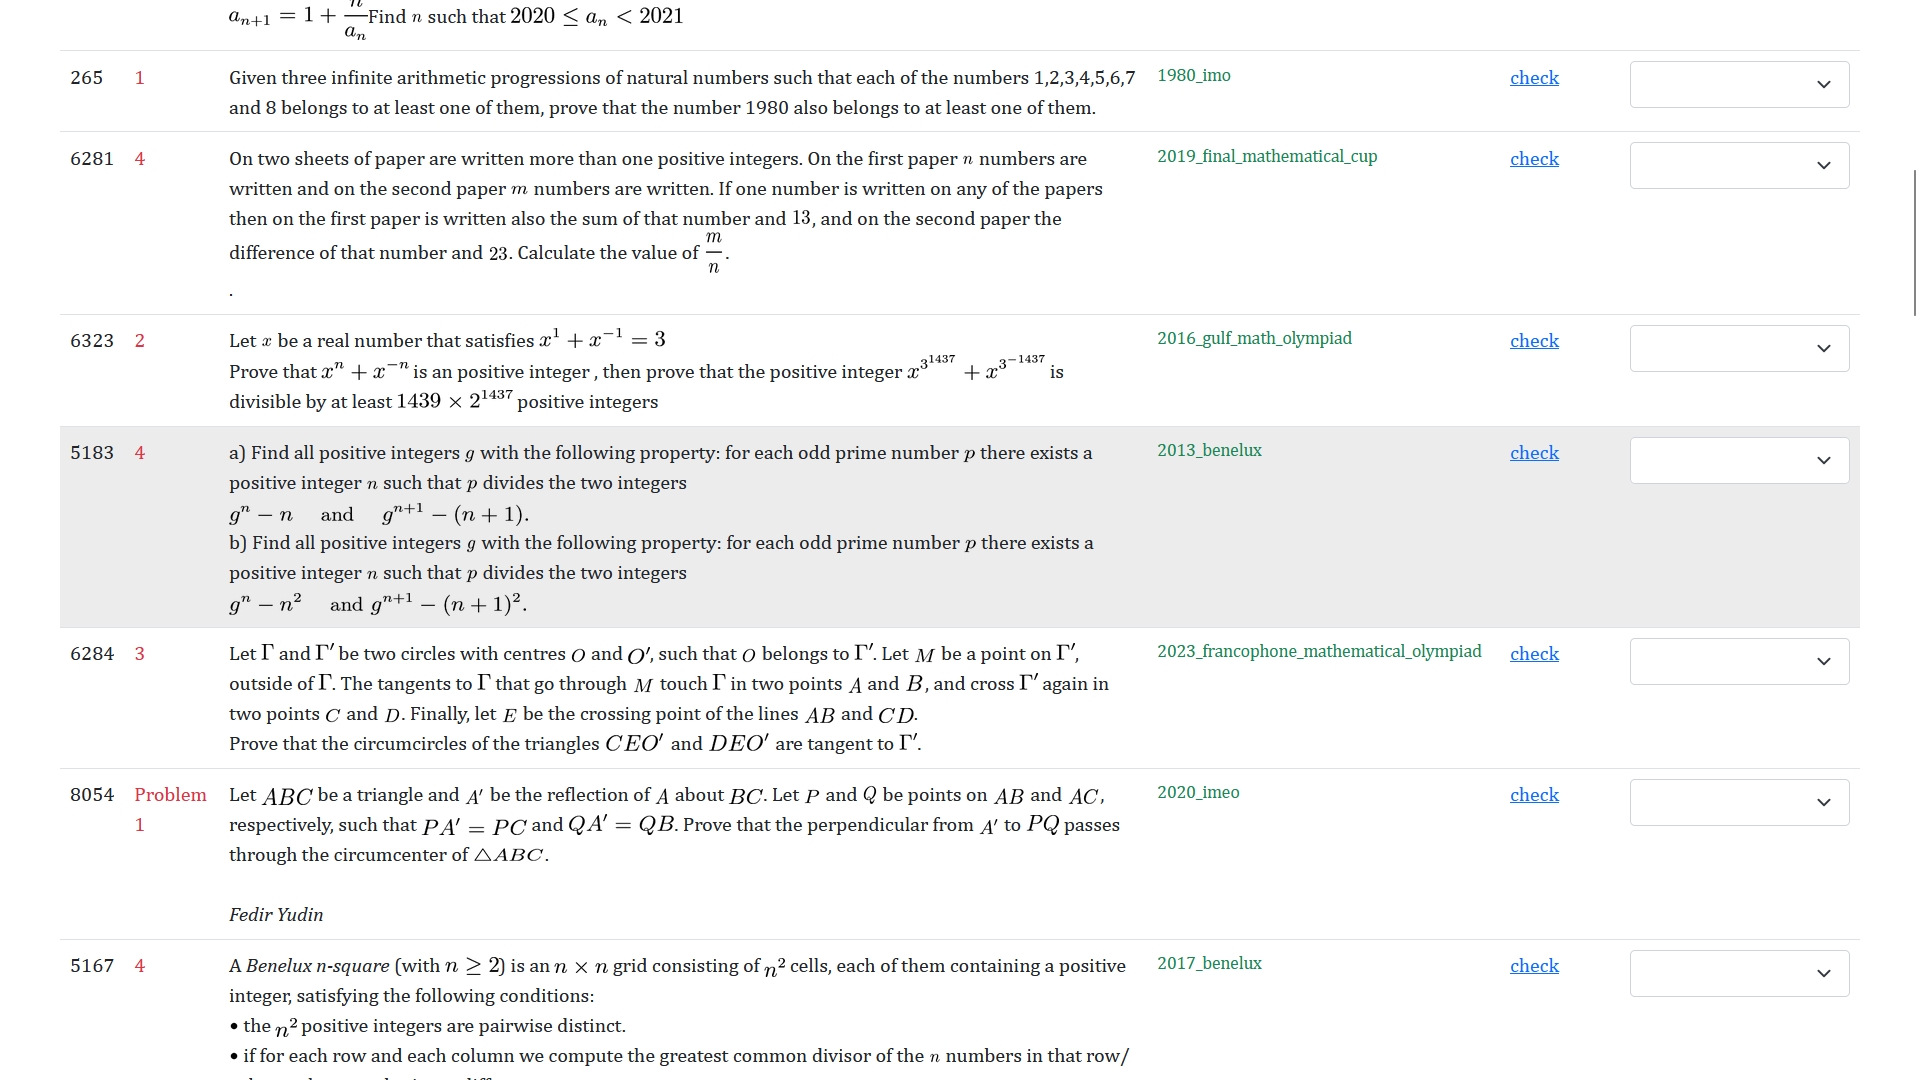 a_{n+1} = 1 + \frac{n}{a_n} Find n such that 2020 ≤ a_n < 2021
265 1 Given three infinite arithmetic progressions of natural numbers such that each of the numbers 1,2,3,4,5,6,7 1980_imo check
and 8 belongs to at least one of them, prove that the number 1980 also belongs to at least one of them.
6281 4 On two sheets of paper are written more than one positive integers. On the first paper n numbers are 2019_final_mathematical_cup check
written and on the second paper m numbers are written. If one number is written on any of the papers
then on the first paper is written also the sum of that number and 13, and on the second paper the
difference of that number and 23. Calculate the value of \frac{m}{n}.
.
6323 2 Let x be a real number that satisfies x^1 + x^{-1} = 3 2016_gulf_math_olympiad check
Prove that x^n + x^{-n} is an positive integer , then prove that the positive integer x^{3^{1437}} + x^{3^{-1437}} is
divisible by at least 1439 × 2^{1437} positive integers
5183 4 a) Find all positive integers g with the following property: for each odd prime number p there exists a 2013_benelux check
positive integer n such that p divides the two integers
g^n − n and g^{n+1} − (n + 1).
b) Find all positive integers g with the following property: for each odd prime number p there exists a
positive integer n such that p divides the two integers
g^n − n^2 and g^{n+1} − (n + 1)^2.
6284 3 Let Γ and Γ′ be two circles with centres O and O′, such that O belongs to Γ′. Let M be a point on Γ′, 2023_francophone_mathematical_olympiad check
outside of Γ. The tangents to Γ that go through M touch Γ in two points A and B, and cross Γ′ again in
two points C and D. Finally, let E be the crossing point of the lines AB and CD.
Prove that the circumcircles of the triangles CEO′ and DEO′ are tangent to Γ′.
8054 Problem 1 Let ABC be a triangle and A′ be the reflection of A about BC. Let P and Q be points on AB and AC, 2020_imeo check
respectively, such that PA′ = PC and QA′ = QB. Prove that the perpendicular from A′ to PQ passes
through the circumcenter of △ABC.
Fedir Yudin
5167 4 A Benelux n-square (with n ≥ 2) is an n × n grid consisting of n^2 cells, each of them containing a positive 2017_benelux check
integer, satisfying the following conditions:
• the n^2 positive integers are pairwise distinct.
• if for each row and each column we compute the greatest common divisor of the n numbers in that row/